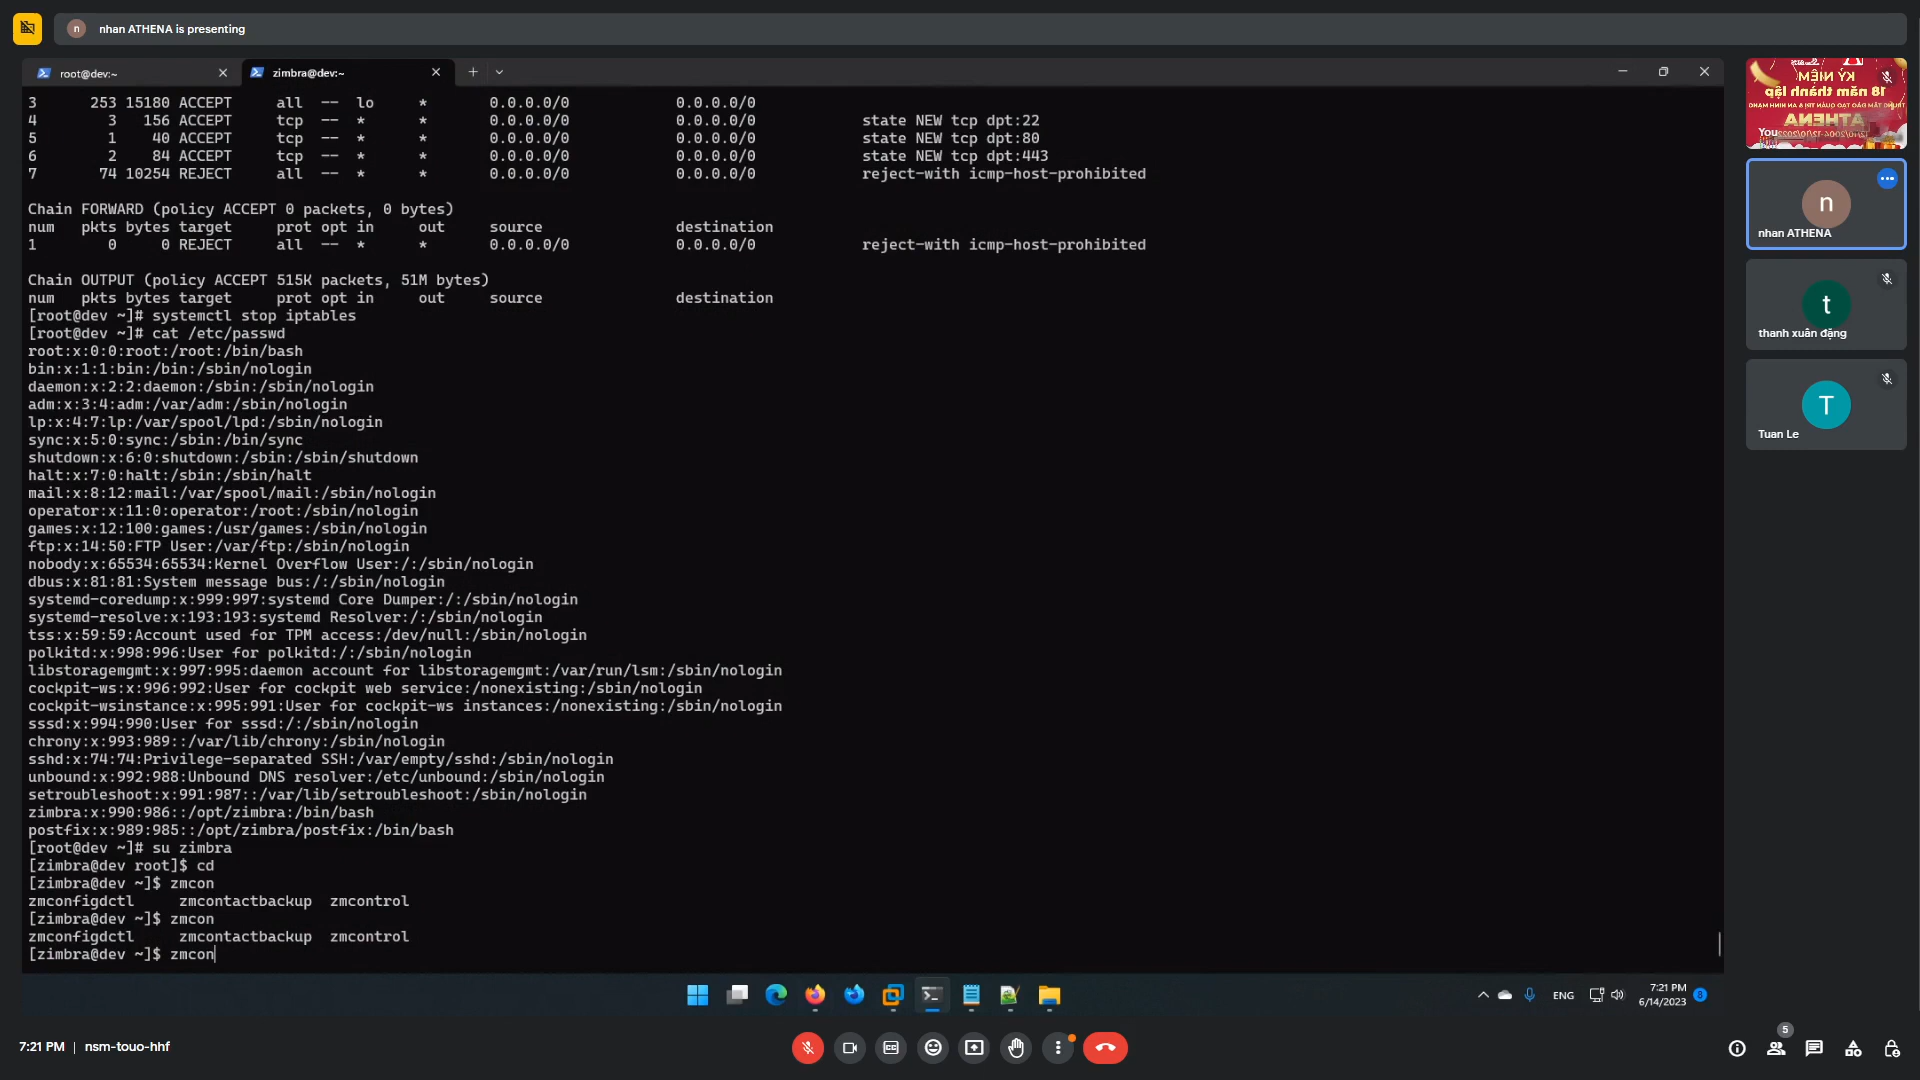 nhan ATHENA is presenting
root@dev:~
zimbra@dev:~
3 253 15180 ACCEPT all -- lo * 0.0.0.0/0 0.0.0.0/0
4 3 156 ACCEPT tcp -- * * 0.0.0.0/0 0.0.0.0/0 state NEW tcp dpt:22
5 1 40 ACCEPT tcp -- * * 0.0.0.0/0 0.0.0.0/0 state NEW tcp dpt:80
6 2 84 ACCEPT tcp -- * * 0.0.0.0/0 0.0.0.0/0 state NEW tcp dpt:443
7 74 10254 REJECT all -- * * 0.0.0.0/0 0.0.0.0/0 reject-with icmp-host-prohibited
Chain FORWARD (policy ACCEPT 0 packets, 0 bytes)
num pkts bytes target prot opt in out source destination
1 0 0 REJECT all -- * * 0.0.0.0/0 0.0.0.0/0 reject-with icmp-host-prohibited
Chain OUTPUT (policy ACCEPT 515K packets, 51M bytes)
num pkts bytes target prot opt in out source destination
[root@dev ~]# systemctl stop iptables
[root@dev ~]# cat /etc/passwd
root:x:0:0:root:/root:/bin/bash
bin:x:1:1:bin:/bin:/sbin/nologin
daemon:x:2:2:daemon:/sbin:/sbin/nologin
adm:x:3:4:adm:/var/adm:/sbin/nologin
lp:x:4:7:lp:/var/spool/lpd:/sbin/nologin
sync:x:5:0:sync:/sbin:/bin/sync
shutdown:x:6:0:shutdown:/sbin:/sbin/shutdown
halt:x:7:0:halt:/sbin:/sbin/halt
mail:x:8:12:mail:/var/spool/mail:/sbin/nologin
operator:x:11:0:operator:/root:/sbin/nologin
games:x:12:100:games:/usr/games:/sbin/nologin
ftp:x:14:50:FTP User:/var/ftp:/sbin/nologin
nobody:x:65534:65534:Kernel Overflow User:/:/sbin/nologin
dbus:x:81:81:System message bus:/:/sbin/nologin
systemd-coredump:x:999:997:systemd Core Dumper:/:/sbin/nologin
systemd-resolve:x:193:193:systemd Resolver:/:/sbin/nologin
tss:x:59:59:Account used for TPM access:/dev/null:/sbin/nologin
polkitd:x:998:996:User for polkitd:/:/sbin/nologin
libstoragemgmt:x:997:995:daemon account for libstoragemgmt:/var/run/lsm:/sbin/nologin
cockpit-ws:x:996:992:User for cockpit web service:/nonexisting:/sbin/nologin
cockpit-wsinstance:x:995:991:User for cockpit-ws instances:/nonexisting:/sbin/nologin
sssd:x:994:990:User for sssd:/:/sbin/nologin
chrony:x:993:989::/var/lib/chrony:/sbin/nologin
sshd:x:74:74:Privilege-separated SSH:/var/empty/sshd:/sbin/nologin
unbound:x:992:988:Unbound DNS resolver:/etc/unbound:/sbin/nologin
setroubleshoot:x:991:987::/var/lib/setroubleshoot:/sbin/nologin
zimbra:x:990:986::/opt/zimbra:/bin/bash
postfix:x:989:985::/opt/zimbra/postfix:/bin/bash
[root@dev ~]# su zimbra
[zimbra@dev root]$ cd
[zimbra@dev ~]$ zmcon
zmconfigdctl zmcontactbackup zmcontrol
[zimbra@dev ~]$ zmcon
zmconfigdctl zmcontactbackup zmcontrol
[zimbra@dev ~]$ zmcon
ENG
7:21 PM
6/14/2023
8
KỶ NIỆM
18 năm thành lập
ATHENA
You
n
nhan ATHENA
t
thanh xuân đặng
T
Tuan Le
7:21 PM | nsm-touo-hhf
5